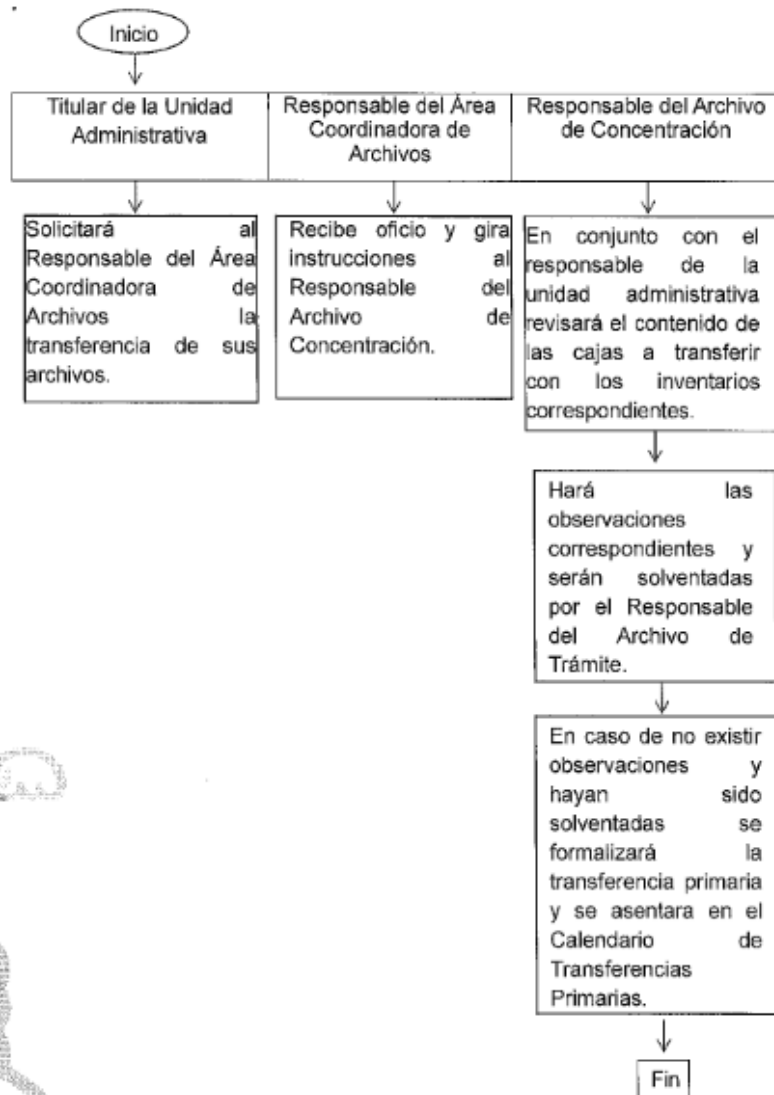 Inicio
Titular de la Unidad
Administrativa
Responsable del Área
Coordinadora de
Archivos
Responsable del Archivo
de Concentración
Solicitará al
Responsable del Área
Coordinadora de
Archivos la
transferencia de sus
archivos.
Recibe oficio y gira
instrucciones al
Responsable del
Archivo de
Concentración.
En conjunto con el
responsable de la
unidad administrativa
revisará el contenido de
las cajas a transferir
con los inventarios
correspondientes.
Hará las
observaciones
correspondientes y
serán solventadas
por el Responsable
del Archivo de
Trámite.
En caso de no existir
observaciones y
hayan sido
solventadas se
formalizará la
transferencia primaria
y se asentara en el
Calendario de
Transferencias
Primarias.
Fin